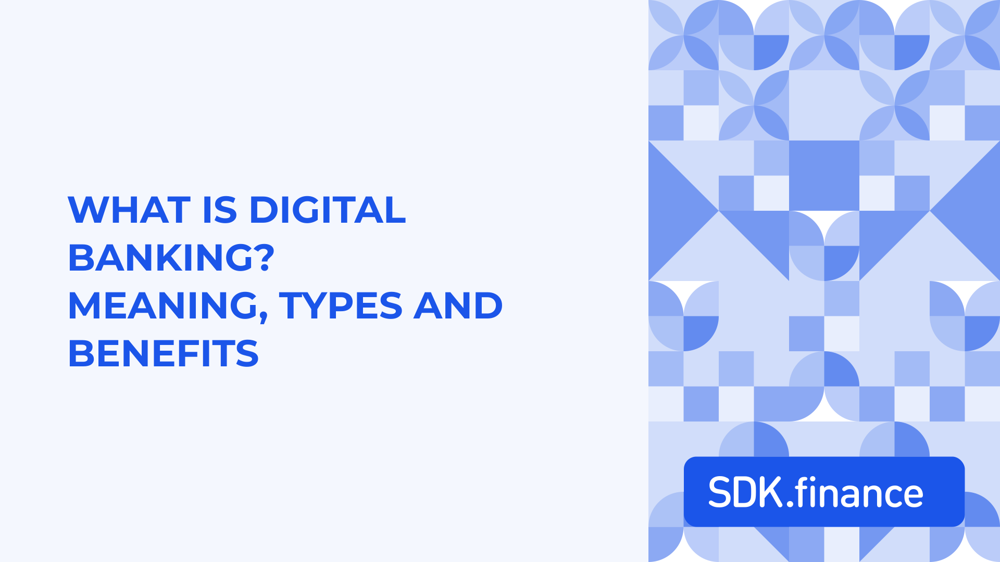 WHAT IS DIGITAL
BANKING?
MEANING, TYPES AND
BENEFITS
SDK.finance